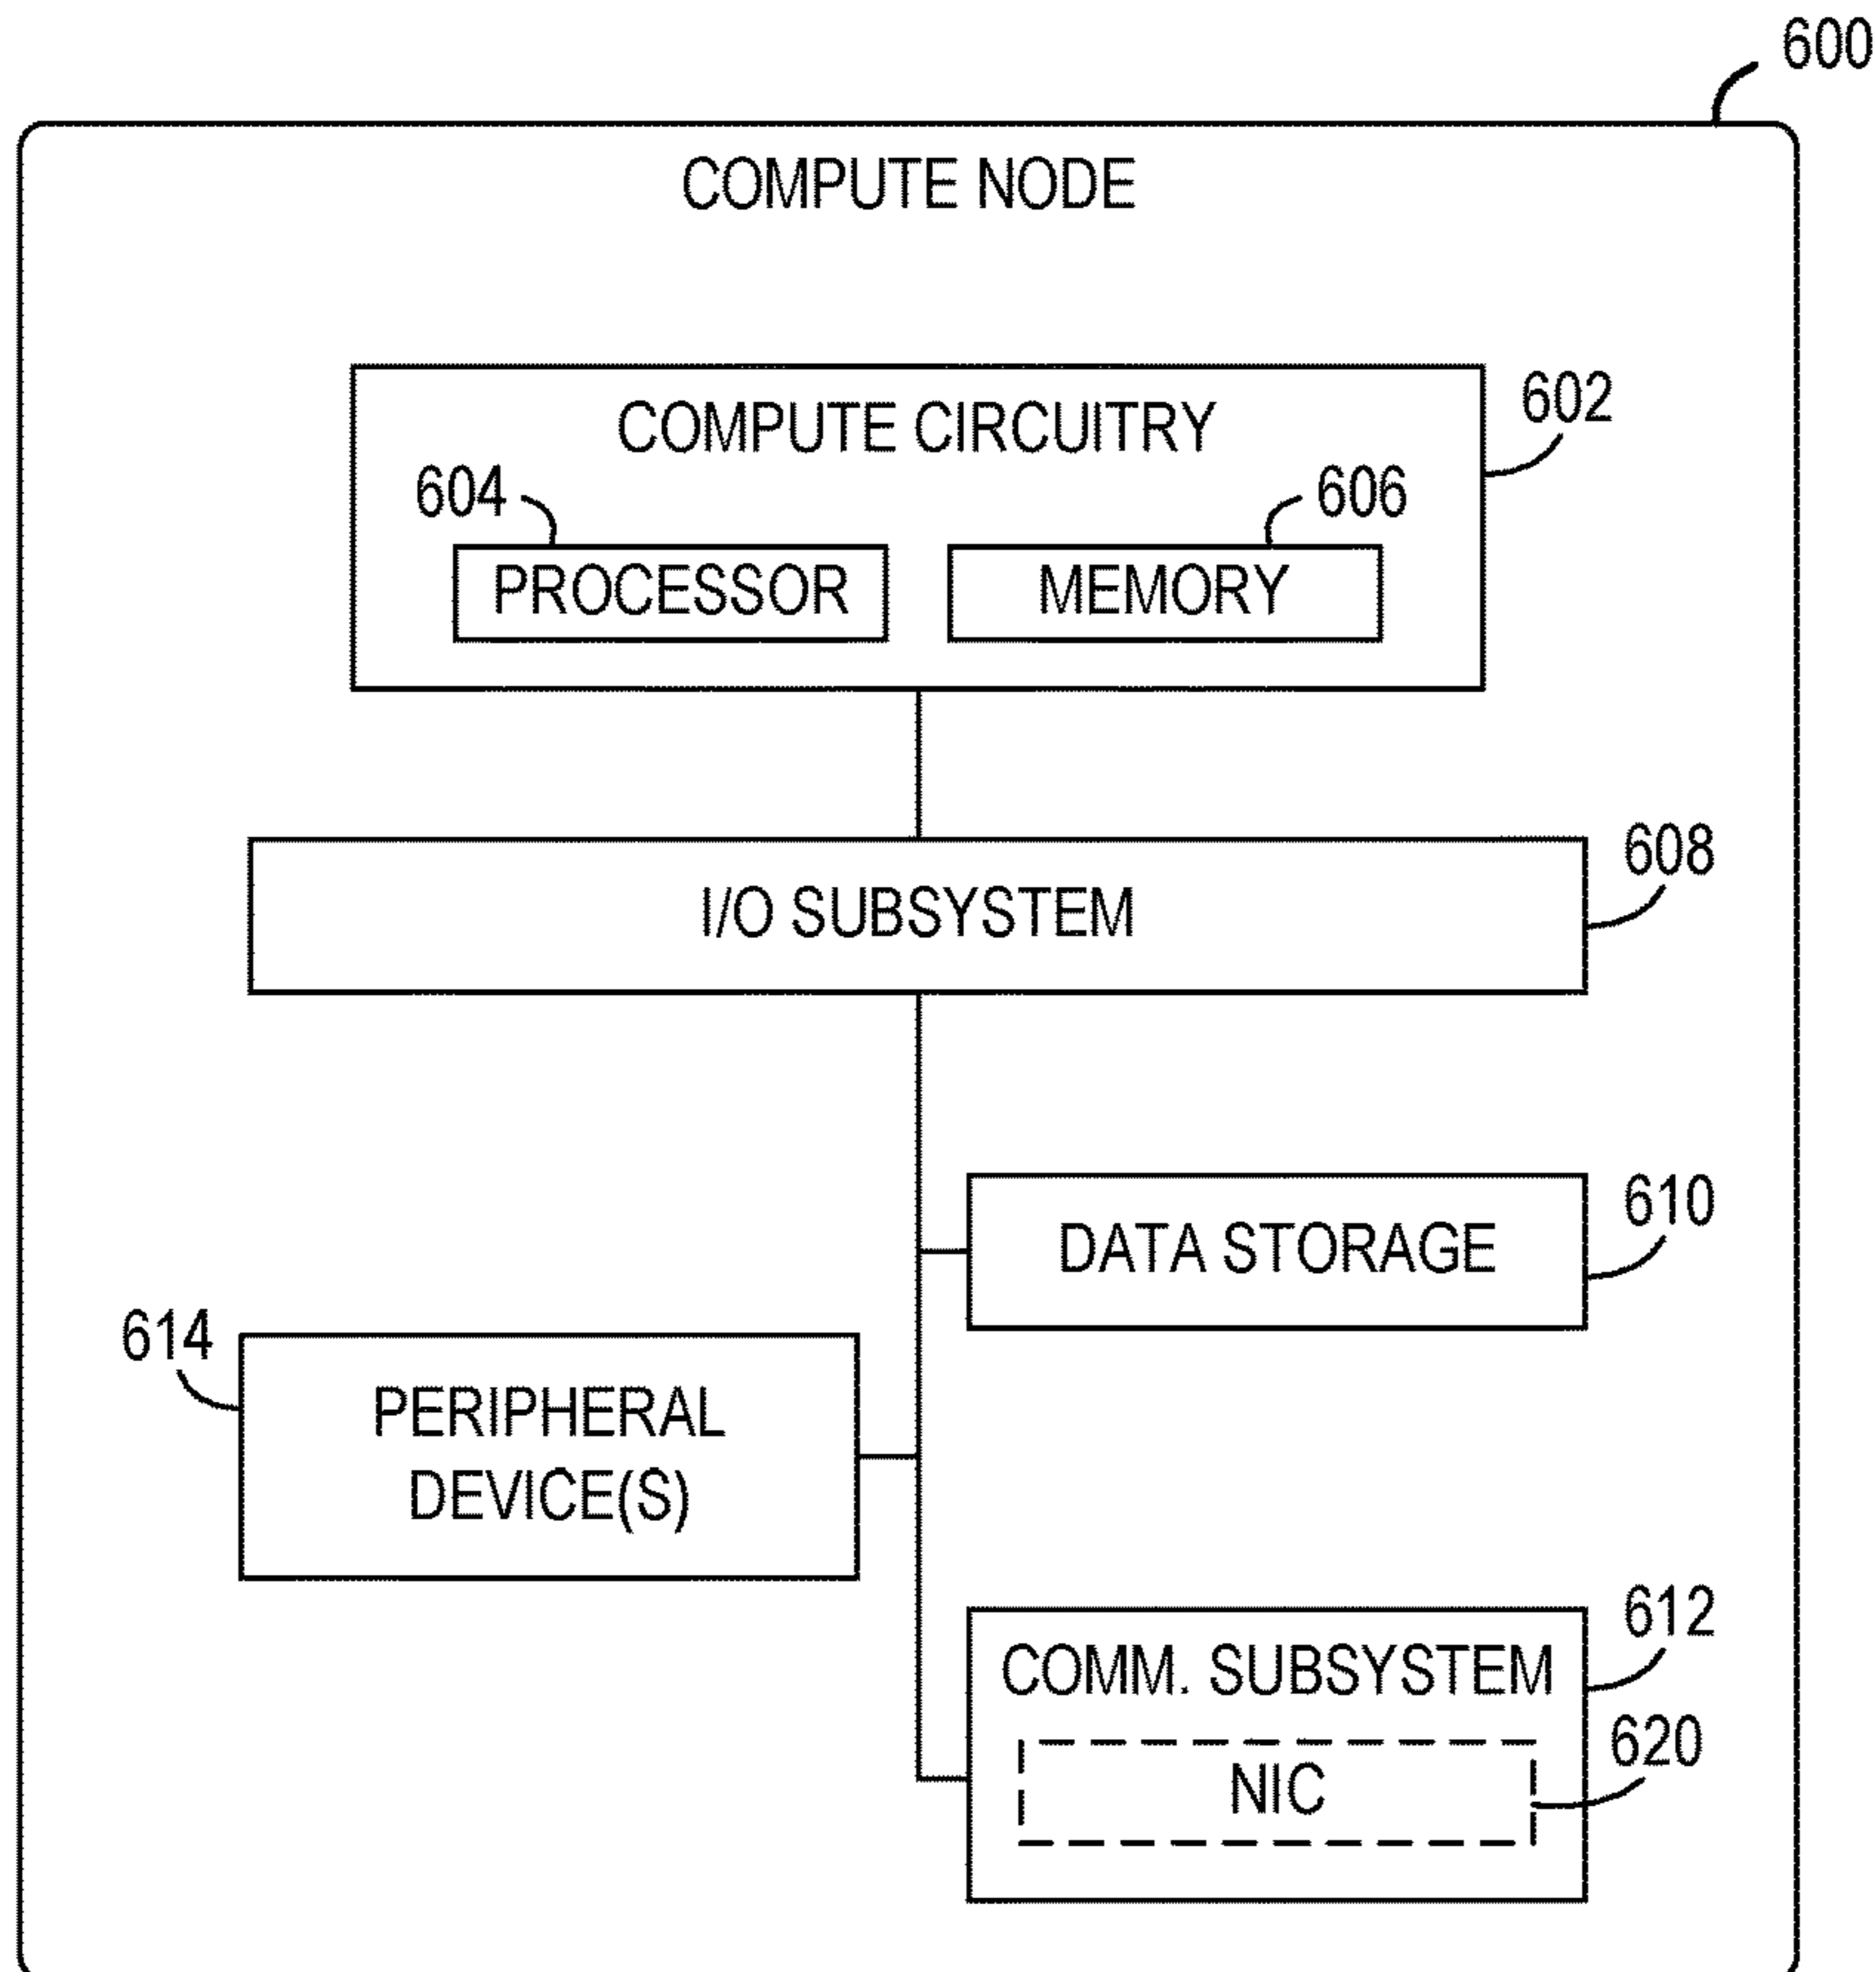 600
COMPUTE NODE
COMPUTE CIRCUITRY
602
604
606
PROCESSOR
MEMORY
608
I/O SUBSYSTEM
610
DATA STORAGE
614
PERIPHERAL
DEVICE(S)
612
COMM. SUBSYSTEM
620
NIC